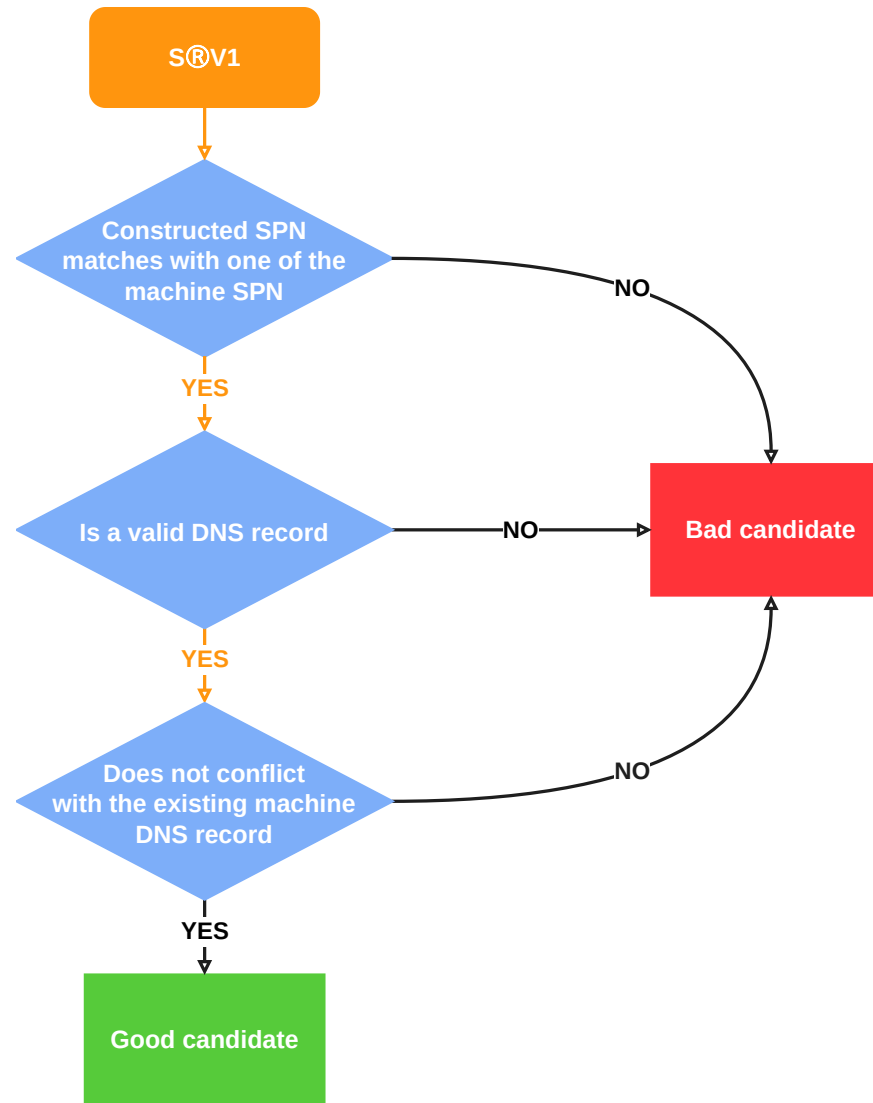 SⓇV1
Constructed SPN
matches with one of the
machine SPN
NO
YES
Is a valid DNS record
NO
Bad candidate
YES
Does not conflict
with the existing machine
DNS record
NO
YES
Good candidate